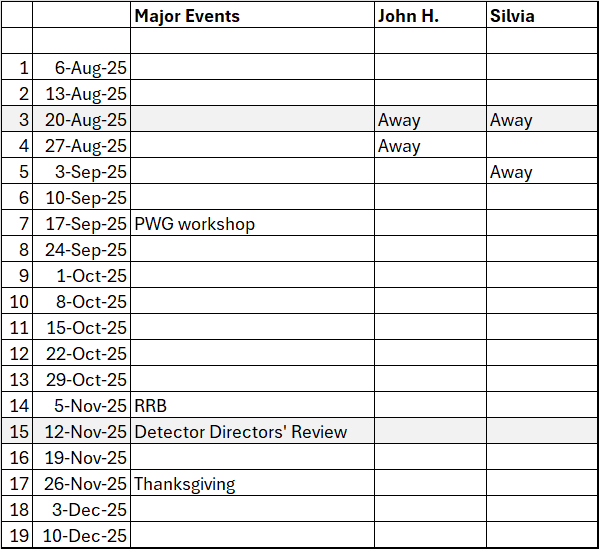 Major Events John H. Silvia
1 6-Aug-25
2 13-Aug-25
3 20-Aug-25 Away Away
4 27-Aug-25 Away
5 3-Sep-25 Away
6 10-Sep-25
7 17-Sep-25 PWG workshop
8 24-Sep-25
9 1-Oct-25
10 8-Oct-25
11 15-Oct-25
12 22-Oct-25
13 29-Oct-25
14 5-Nov-25 RRB
15 12-Nov-25 Detector Directors' Review
16 19-Nov-25
17 26-Nov-25 Thanksgiving
18 3-Dec-25
19 10-Dec-25